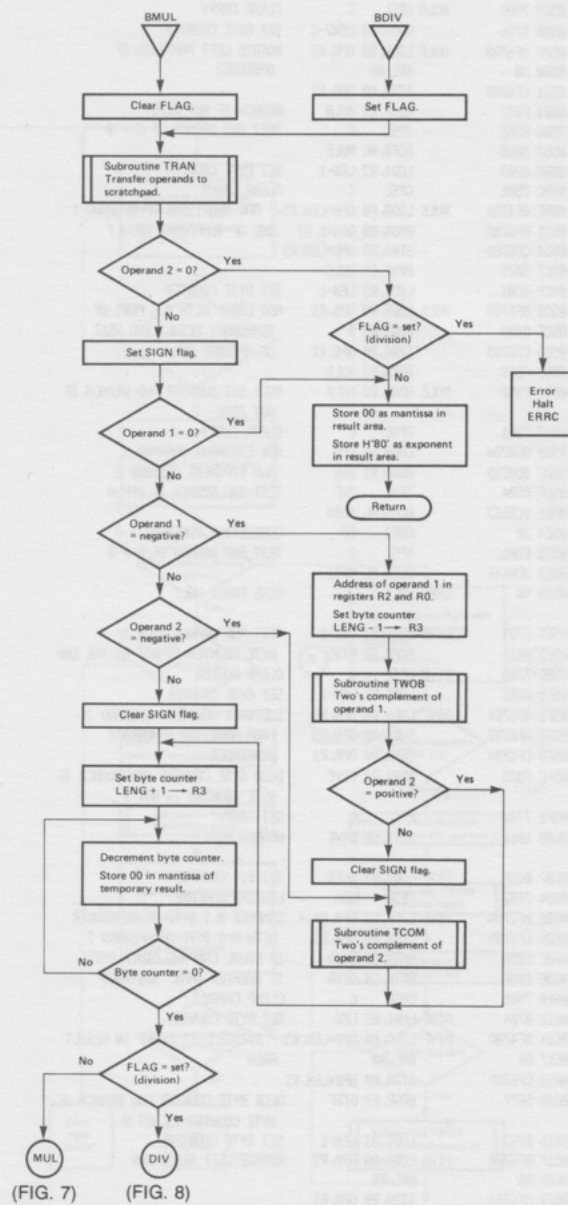 BMUL
BDIV
Clear FLAG.
Set FLAG.
Subroutine TRAN
Transfer operands to
scratchpad.
Operand 2 = 0?
Yes
No
FLAG = set?
(division)
Yes
No
Set SIGN flag.
Error
Halt
ERRC
Operand 1 = 0?
Yes
No
Store 00 as mantissa in
result area.
Store H'80' as exponent
in result area.
Return
Operand 1
= negative?
Yes
No
Address of operand 1 in
registers R2 and R0.
Set byte counter
LENG − 1 → R3
Operand 2
= negative?
Yes
No
Subroutine TWOB
Two's complement of
operand 1.
Clear SIGN flag.
Set byte counter
LENG + 1 → R3
Operand 2
= positive?
Yes
No
Decrement byte counter.
Store 00 in mantissa of
temporary result.
Clear SIGN flag.
Subroutine TCOM
Two's complement of
operand 2.
No
Byte counter = 0?
Yes
No
FLAG = set?
(division)
Yes
MUL
DIV
(FIG. 7)
(FIG. 8)